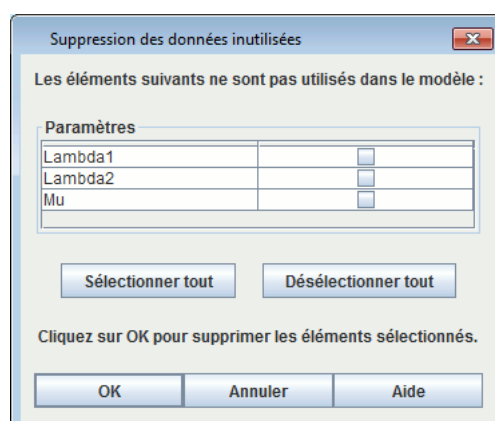 Suppression des données inutilisées
Les éléments suivants ne sont pas utilisés dans le modèle :
Paramètres
Lambda1
Lambda2
Mu
Sélectionner tout Désélectionner tout
Cliquez sur OK pour supprimer les éléments sélectionnés.
OK Annuler Aide